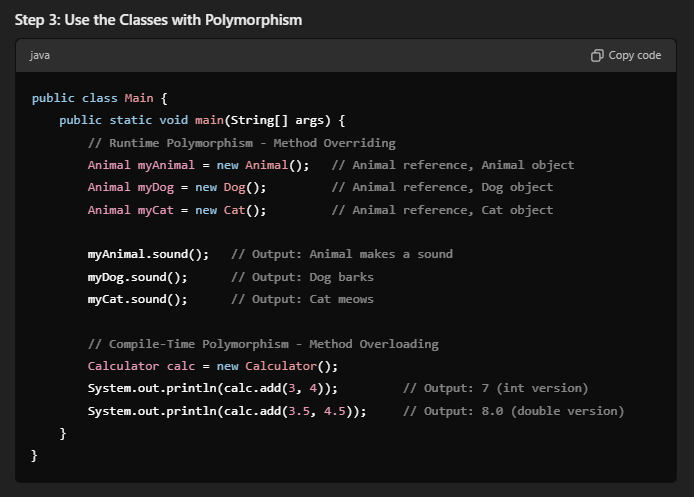 Step 3: Use the Classes with Polymorphism
java
Copy code
public class Main {
    public static void main(String[] args) {
        // Runtime Polymorphism - Method Overriding
        Animal myAnimal = new Animal();   // Animal reference, Animal object
        Animal myDog = new Dog();         // Animal reference, Dog object
        Animal myCat = new Cat();         // Animal reference, Cat object

        myAnimal.sound();   // Output: Animal makes a sound
        myDog.sound();      // Output: Dog barks
        myCat.sound();      // Output: Cat meows

        // Compile-Time Polymorphism - Method Overloading
        Calculator calc = new Calculator();
        System.out.println(calc.add(3, 4));         // Output: 7 (int version)
        System.out.println(calc.add(3.5, 4.5));     // Output: 8.0 (double version)
    }
}